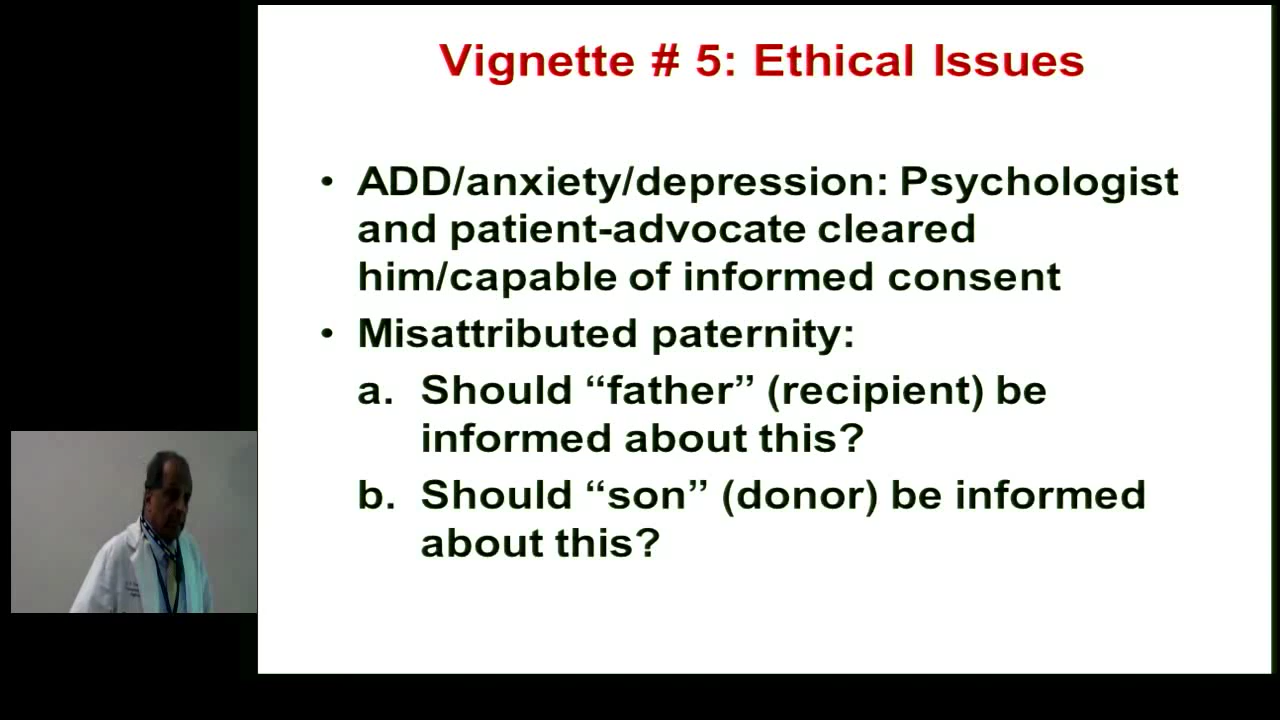 Vignette # 5: Ethical Issues
• ADD/anxiety/depression: Psychologist
and patient-advocate cleared
him/capable of informed consent
• Misattributed paternity:
a. Should “father” (recipient) be
informed about this?
b. Should “son” (donor) be informed
about this?